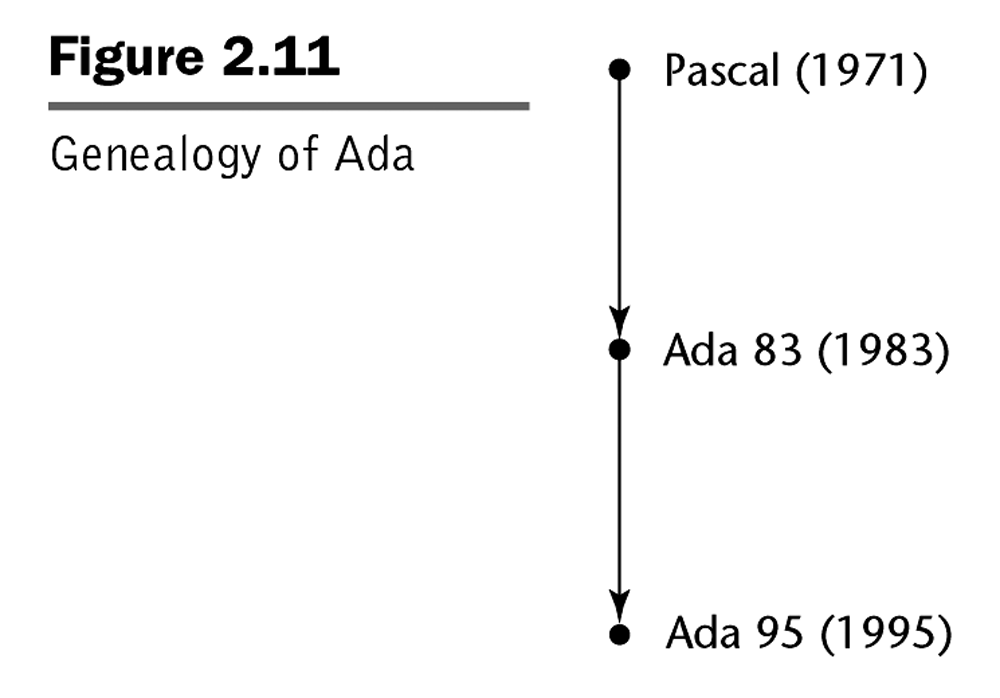 Figure 2.11
Genealogy of Ada
Pascal (1971)
Ada 83 (1983)
Ada 95 (1995)